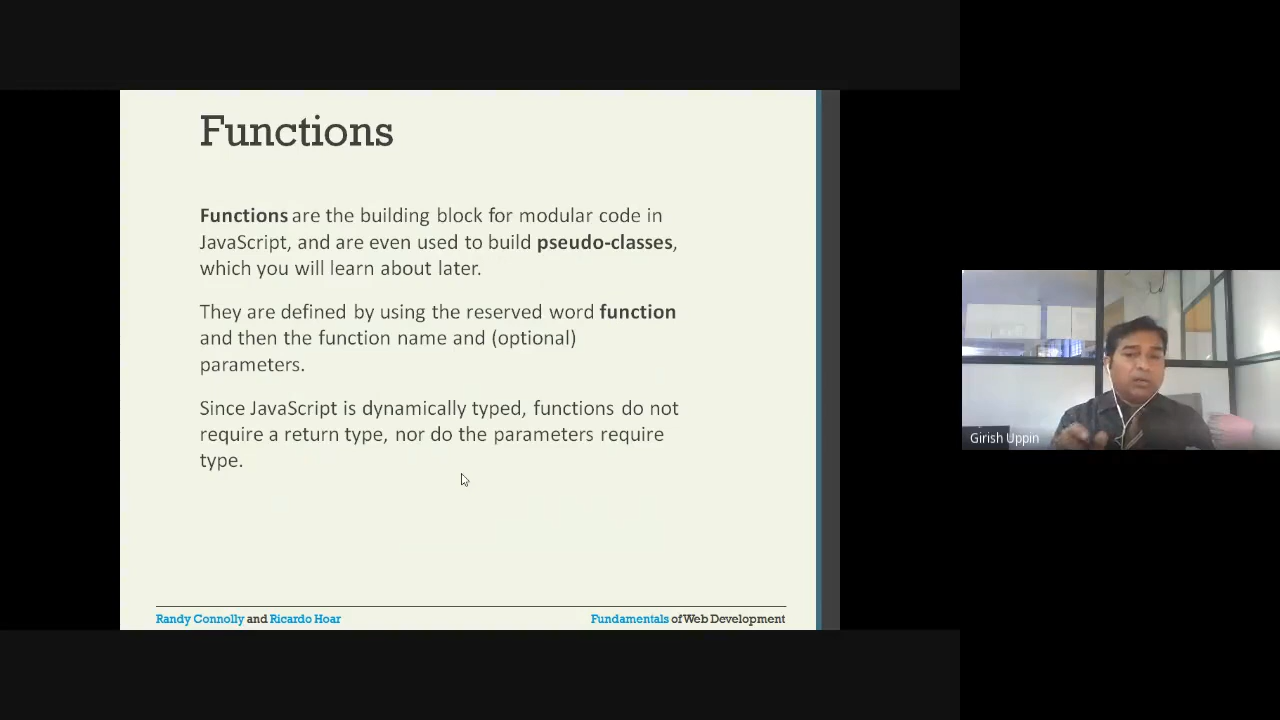 Functions
Functions are the building block for modular code in
JavaScript, and are even used to build pseudo-classes,
which you will learn about later.
They are defined by using the reserved word function
and then the function name and (optional)
parameters.
Since JavaScript is dynamically typed, functions do not
require a return type, nor do the parameters require
type.
Randy Connolly and Ricardo Hoar
Fundamentals of Web Development
Girish Uppin